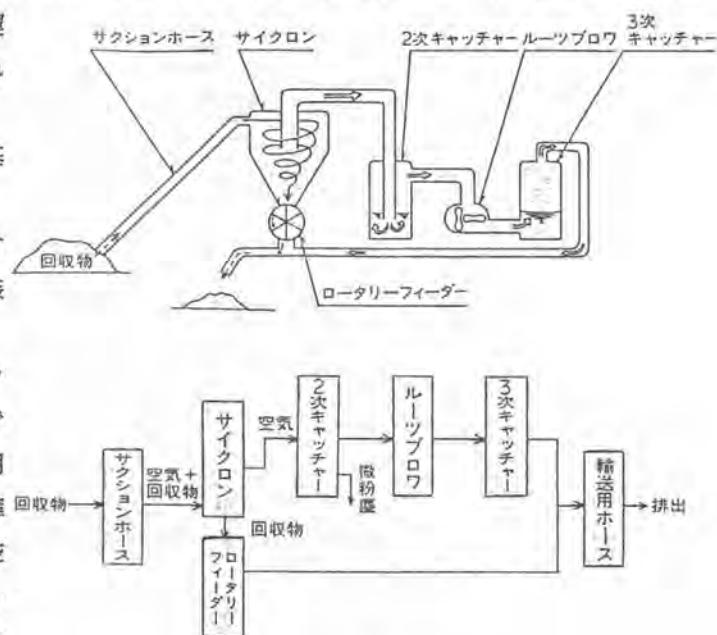 サクションホース
サイクロン
2次キャッチャー
ルーツブロワ
3次
キャッチャー
回収物
ロータリーフィーダー
回収物
サクションホース
空気+
回収物
サイクロン
空気
2次キャッチャー
微粉塵
ルーツブロワ
3次キャッチャー
輸送用ホース
排出
回収物
ロータリー
フィーダー